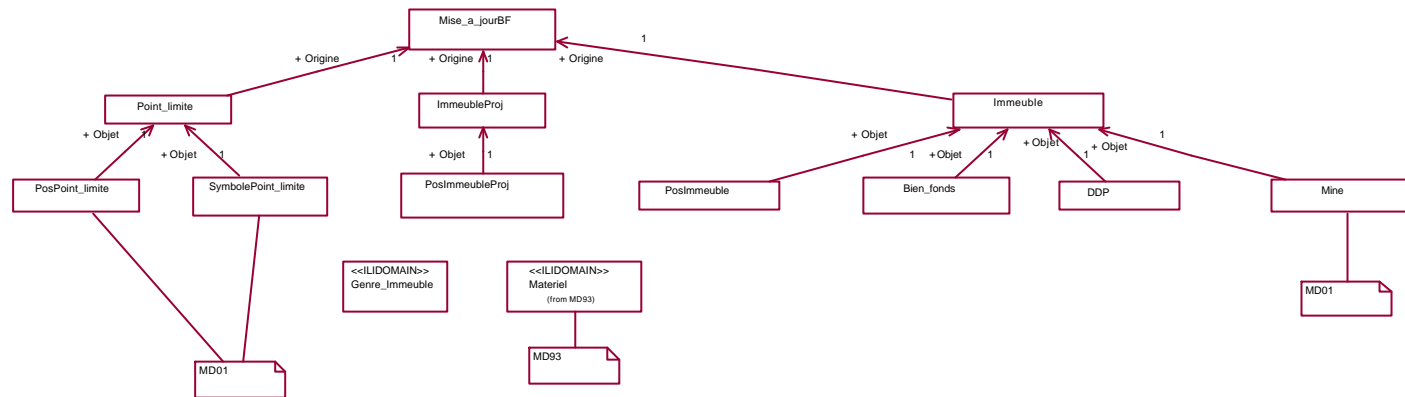 Mise_a_jourBF
1
+ Origine
1
+ Origine
1
+ Origine
Point_limite
ImmeubleProj
Immeuble
+ Objet
1
+ Objet
1
+ Objet
1
+ Objet
1
+ Objet
1
+ Objet
1
+ Objet
1
PosPoint_limite
SymbolePoint_limite
PosImmeubleProj
PosImmeuble
Bien_fonds
DDP
Mine
<<ILIDOMAIN>>
Genre_Immeuble
<<ILIDOMAIN>>
Materiel
(from MD93)
MD01
MD93
MD01